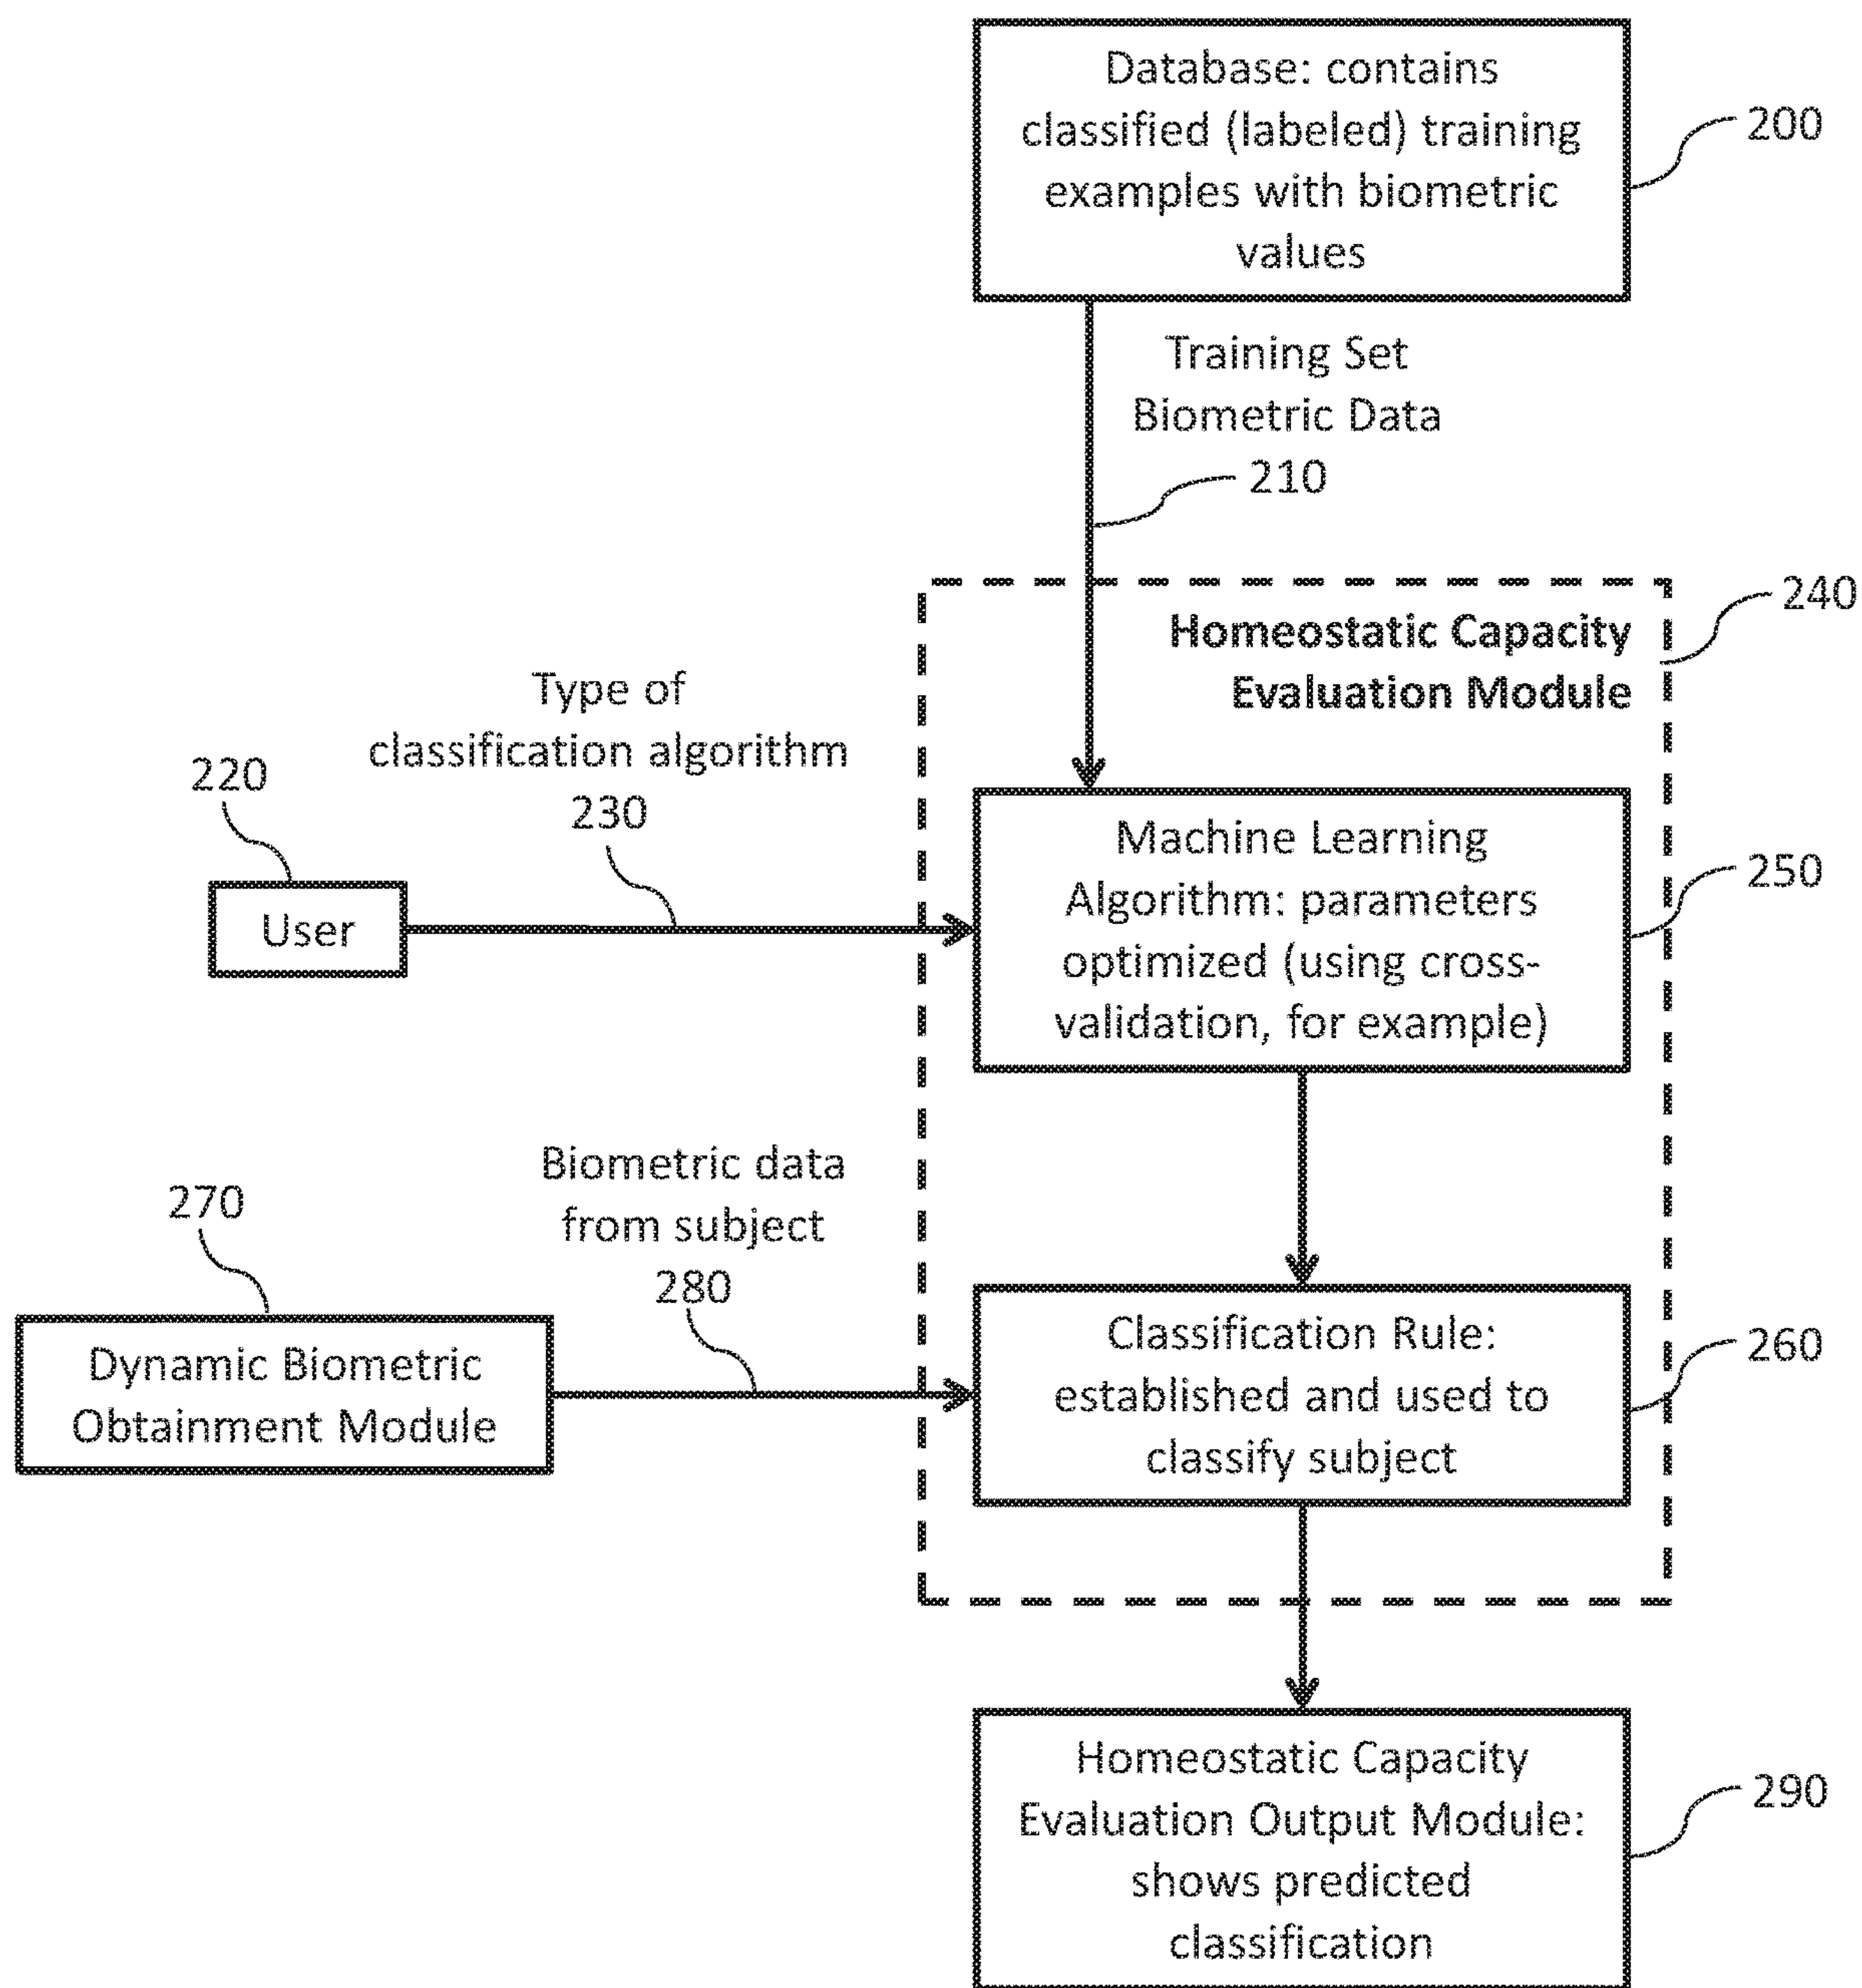 Database: contains
classified (labeled) training
examples with biometric
values
200
Training Set
Biometric Data
210
240
Homeostatic Capacity
Evaluation Module
Type of
classification algorithm
230
220
User
Machine Learning
Algorithm: parameters
optimized (using cross-
validation, for example)
250
Biometric data
from subject
280
270
Dynamic Biometric
Obtainment Module
Classification Rule:
established and used to
classify subject
260
Homeostatic Capacity
Evaluation Output Module:
shows predicted
classification
290